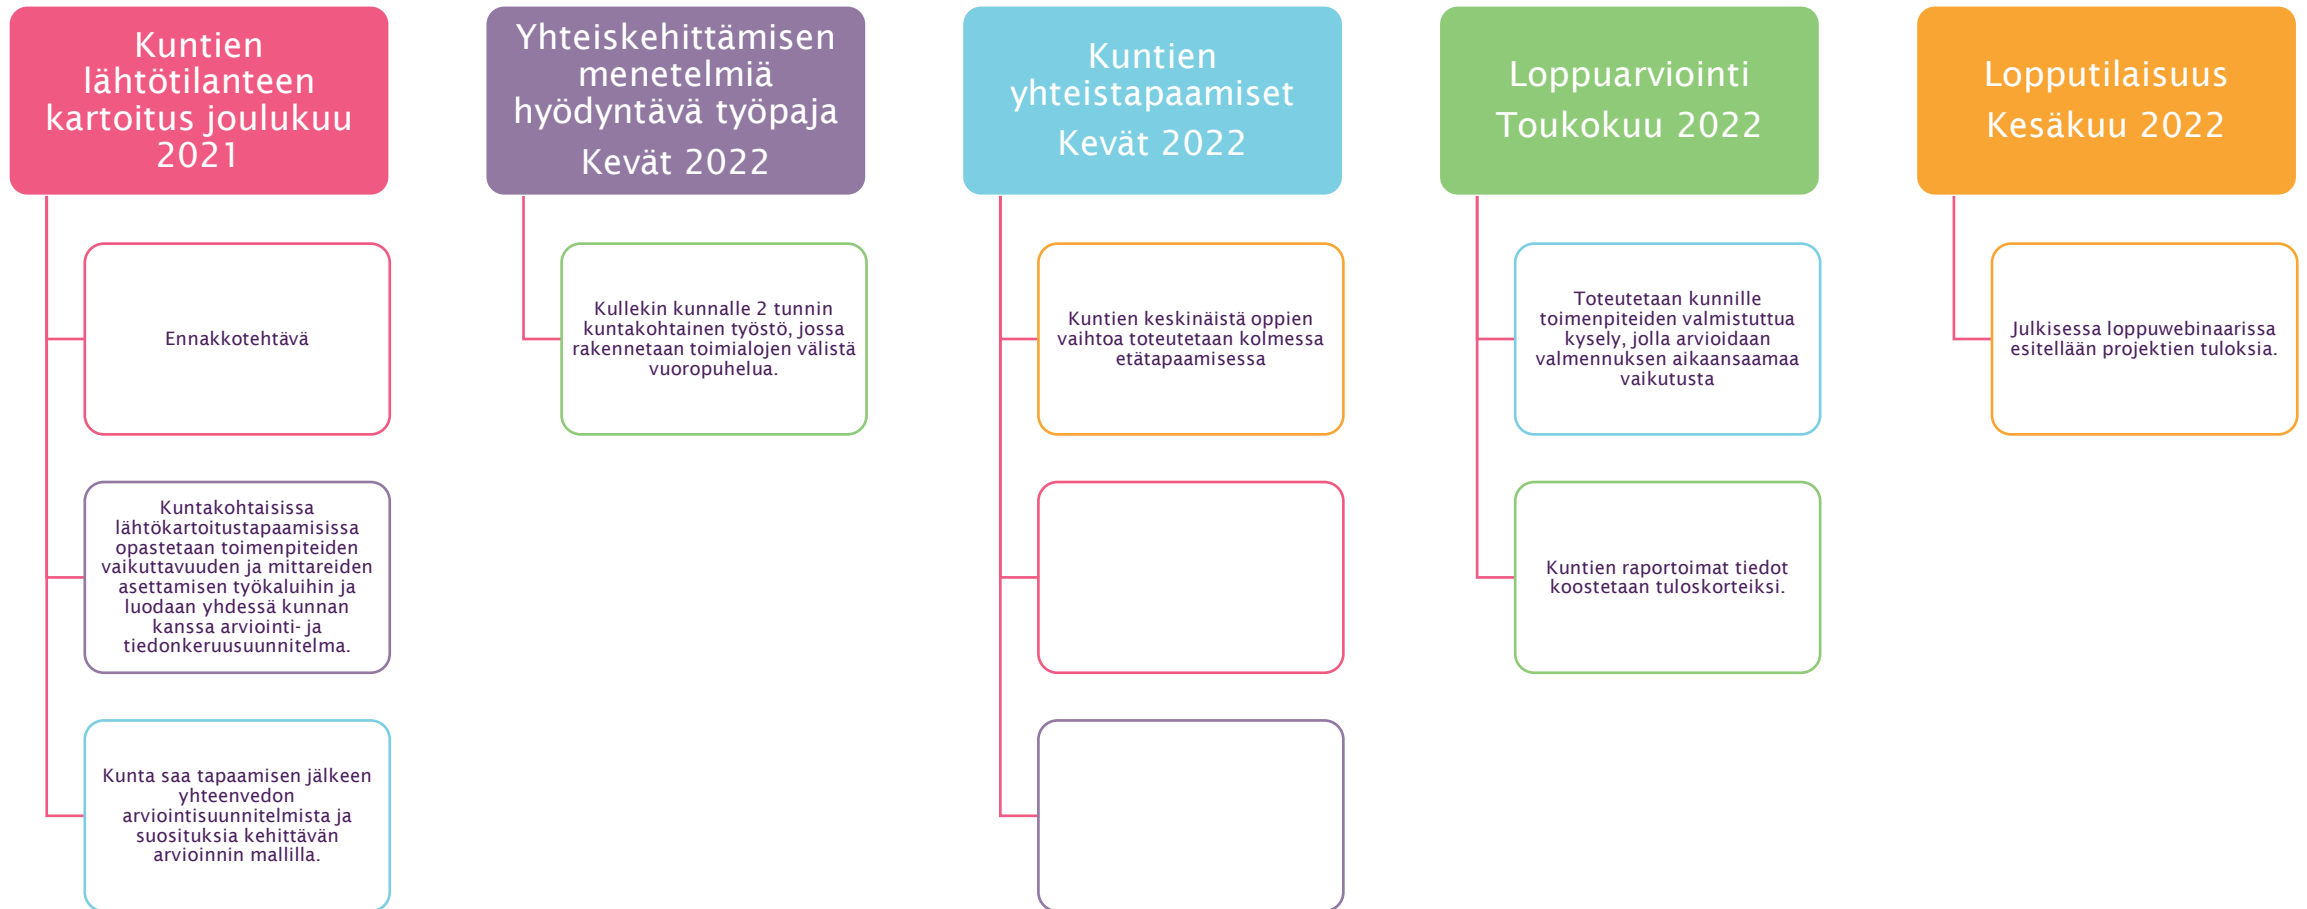 Kuntien
lähtötilanteen
kartoitus joulukuu
2021
Ennakkotehtävä
Kuntakohtaisissa
lähtökartoitustapaamisissa
opastetaan toimenpiteiden
vaikuttavuuden ja mittareiden
asettamisen työkaluihin ja
luodaan yhdessä kunnan
kanssa arviointi- ja
tiedonkeruusuunnitelma.
Kunta saa tapaamisen jälkeen
yhteenvedon
arviointisuunnitelmista ja
suosituksia kehittävän
arvioinnin mallilla.
Yhteiskehittämisen
menetelmiä
hyödyntävä työpaja
Kevät 2022
Kullekin kunnalle 2 tunnin
kuntakohtainen työstö, jossa
rakennetaan toimialojen välistä
vuoropuhelua.
Kuntien
yhteistapaamiset
Kevät 2022
Kuntien keskinäistä oppien
vaihtoa toteutetaan kolmessa
etätapaamisessa
Loppuarviointi
Toukokuu 2022
Toteutetaan kunnille
toimenpiteiden valmistuttua
kysely, jolla arvioidaan
valmennuksen aikaansaamaa
vaikutusta
Kuntien raportoimat tiedot
koostetaan tuloskorteiksi.
Lopputilaisuus
Kesäkuu 2022
Julkisessa loppuwebinaarissa
esitellään projektien tuloksia.